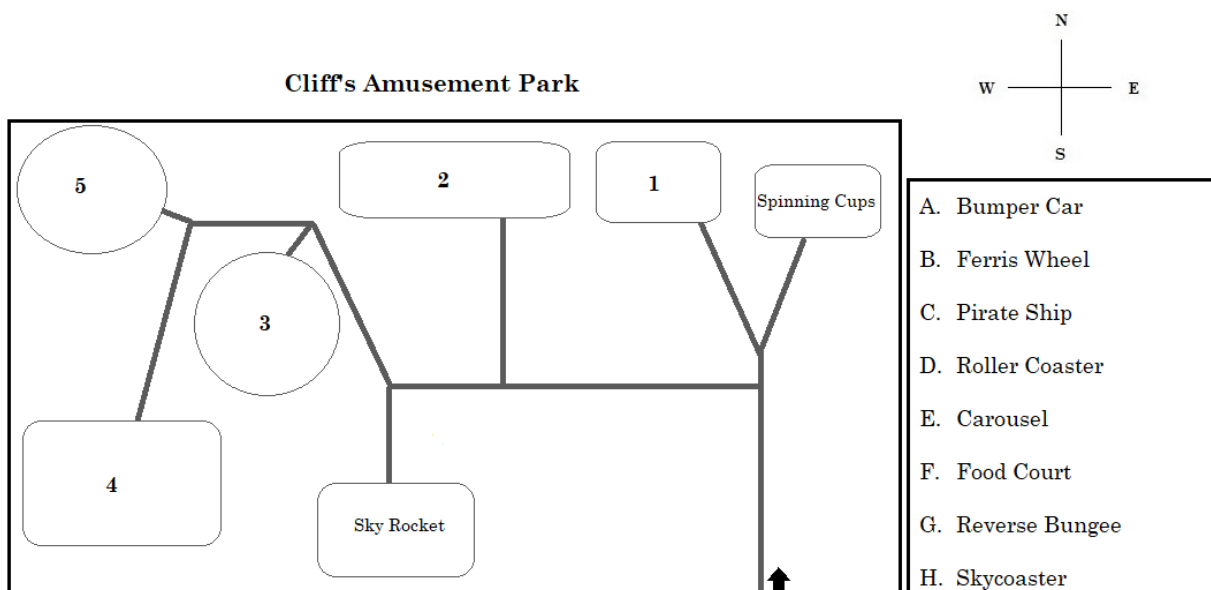 Cliff's Amusement Park
N
W
E
S
5
2
1
Spinning Cups
3
4
Sky Rocket
A. Bumper Car
B. Ferris Wheel
C. Pirate Ship
D. Roller Coaster
E. Carousel
F. Food Court
G. Reverse Bungee
H. Skycoaster